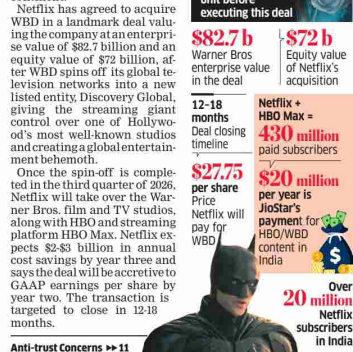 Netflix has agreed to acquire
WBD in a landmark deal valu-
ing the company at an enterpri-
se value of $82.7 billion and an
equity value of $72 billion, af-
ter WBD spins off its global te-
levision networks into a new
listed entity, Discovery Global,
giving the streaming giant
control over one of Hollywo-
od's most well-known studios
and creating a global entertain-
ment behemoth.
Once the spin-off is comple-
ted in the third quarter of 2026,
Netflix will take over the War-
ner Bros. film and TV studios,
along with HBO and streaming
platform HBO Max. Netflix ex-
pects $2-$3 billion in annual
cost savings by year three and
says the deal will be accretive to
GAAP earnings per share by
year two. The transaction is
targeted to close in 12-18
months.
Anti-trust Concerns ▸▸ 11
unit before
executing this deal
$82.7 b
Warner Bros
enterprise value
in the deal
$72 b
Equity value
of Netflix's
acquisition
12-18
months
Deal closing
timeline
$27.75
per share
Price
Netflix will
pay for
WBD
Netflix +
HBO Max =
430 million
paid subscribers
$20 million
per year is
JioStar's
payment for
HBO/WBD
content in
India
Over
20 million
Netflix
subscribers
in India